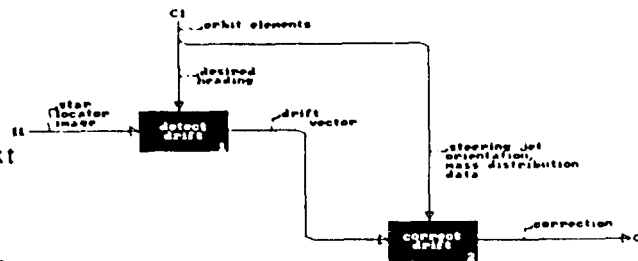 C1
orbit elements
desired
heading
star
locator
image
I1
detect
drift
1
drift
vector
steering jet
orientation,
mass distribution
data
correct
drift
2
correction